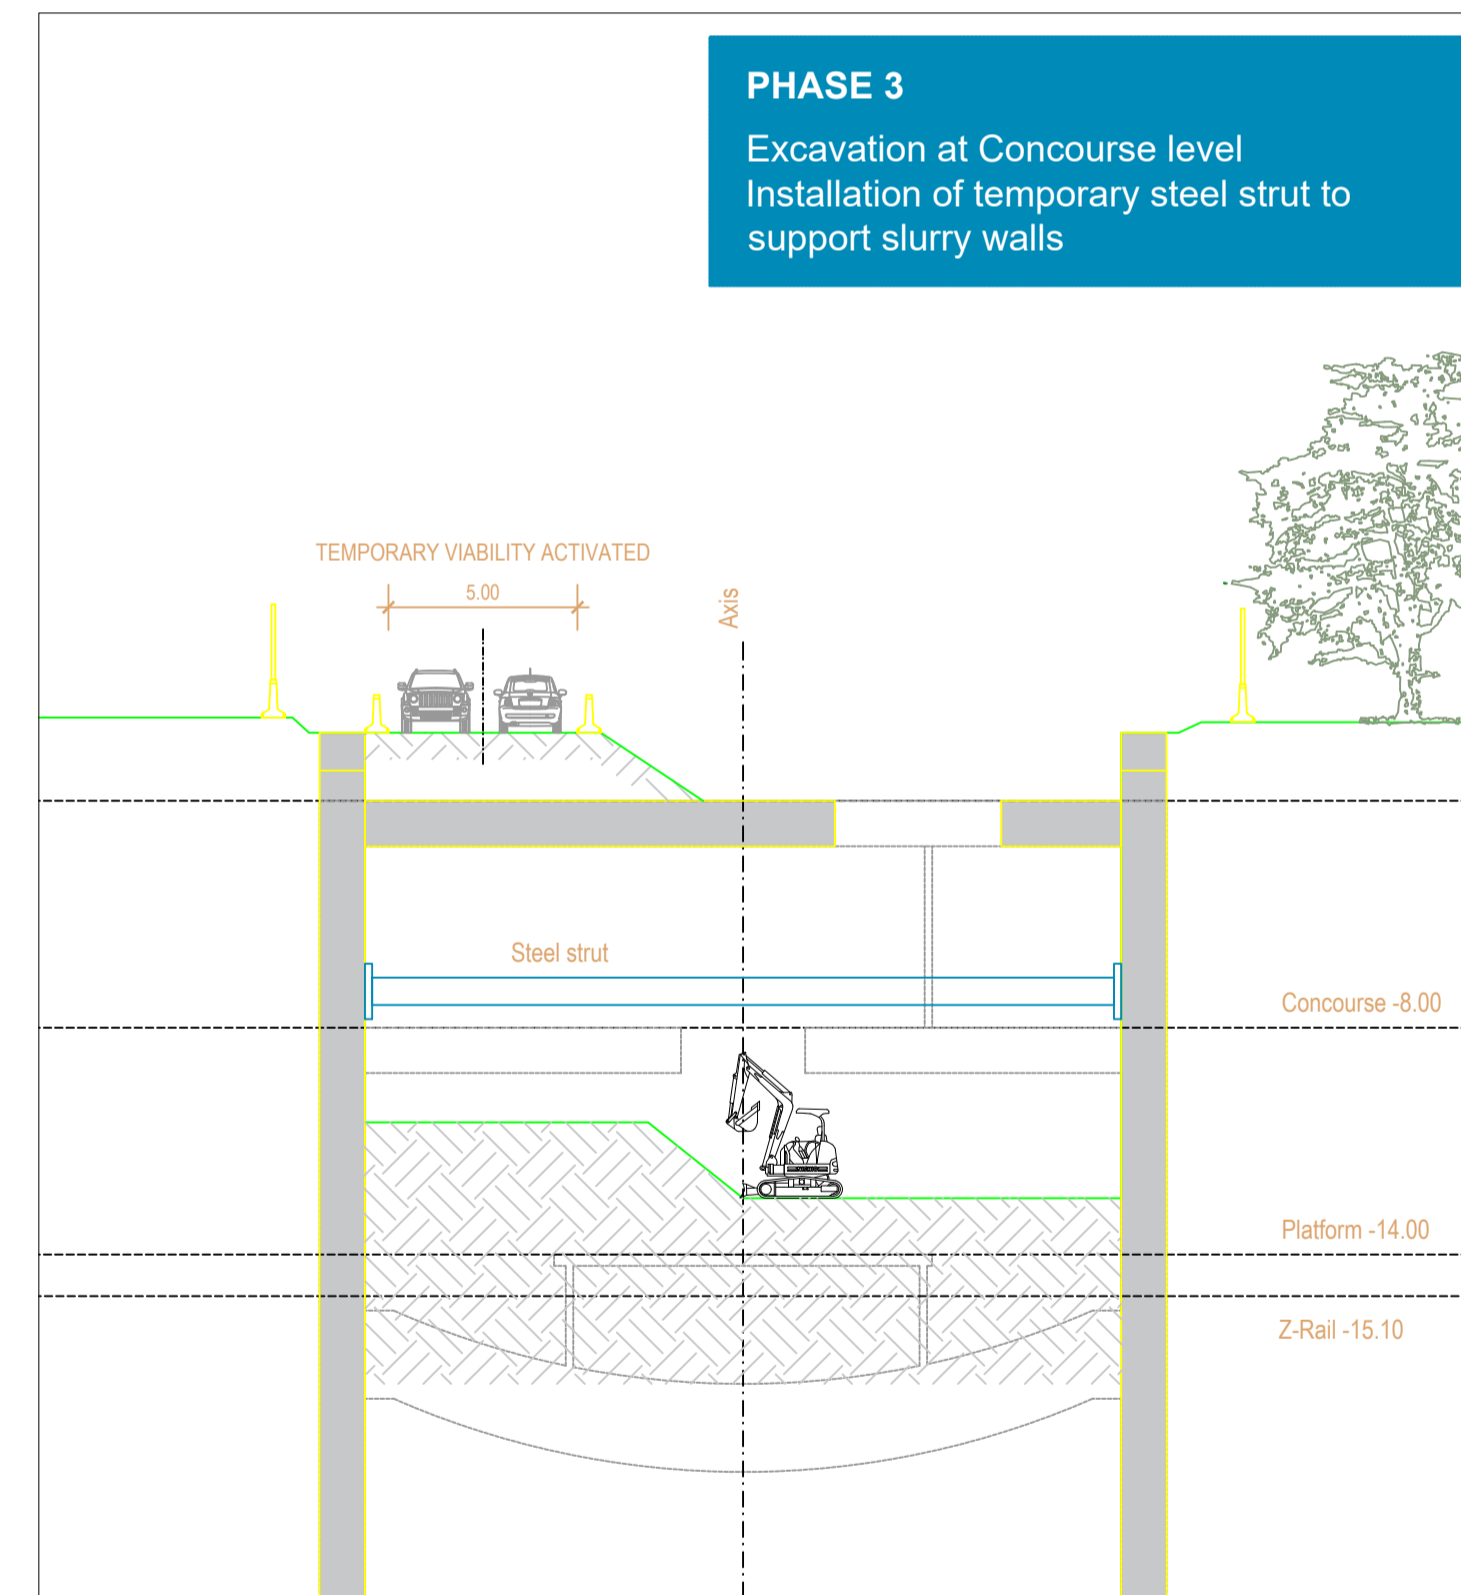 PHASE 3
Excavation at Concourse level
Installation of temporary steel strut to
support slurry walls
TEMPORARY VIABILITY ACTIVATED
5.00
Axis
Steel strut
Concourse -8.00
Platform -14.00
Z-Rail -15.10